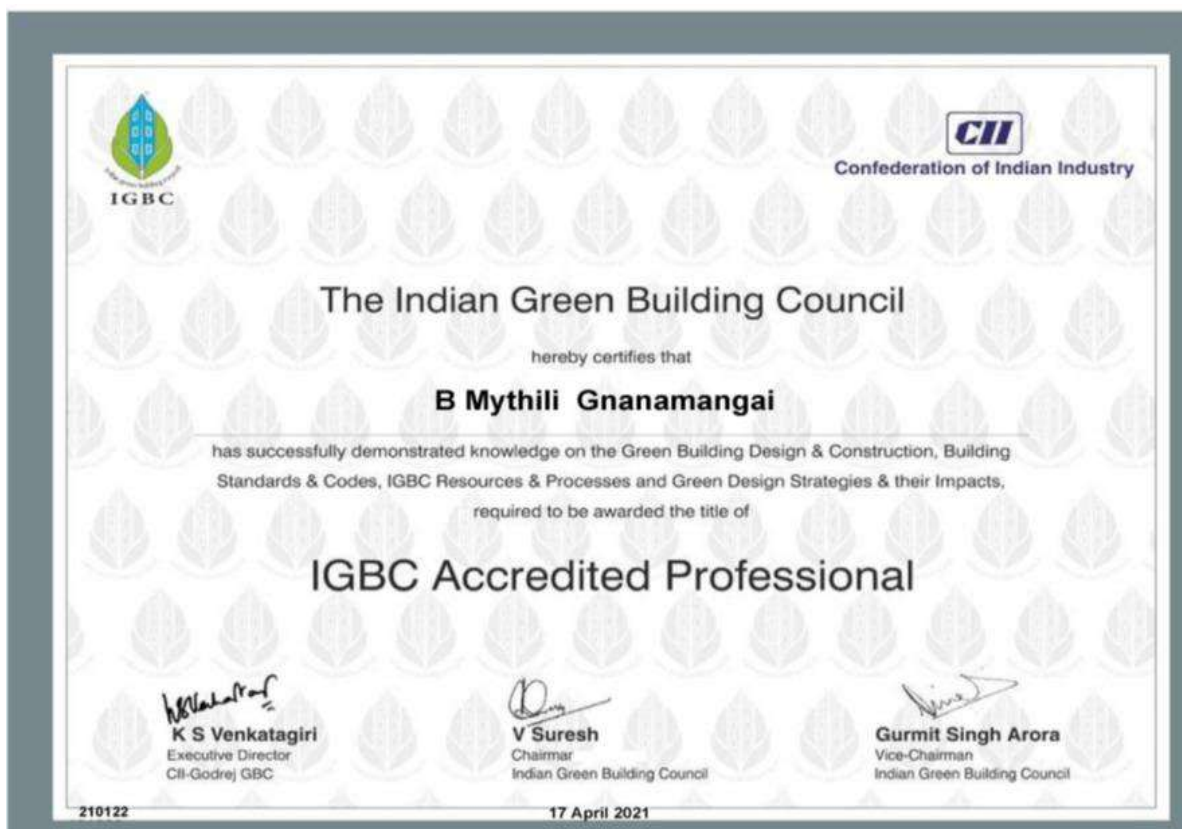 IGBC
CII
Confederation of Indian Industry
The Indian Green Building Council
hereby certifies that
B Mythili Gnanamangai
has successfully demonstrated knowledge on the Green Building Design & Construction, Building
Standards & Codes, IGBC Resources & Processes and Green Design Strategies & their Impacts,
required to be awarded the title of
IGBC Accredited Professional
K S Venkatagiri
Executive Director
CII-Godrej GBC
V Suresh
Chairmar
Indian Green Building Council
Gurmit Singh Arora
Vice-Chairman
Indian Green Building Council
210122
17 April 2021